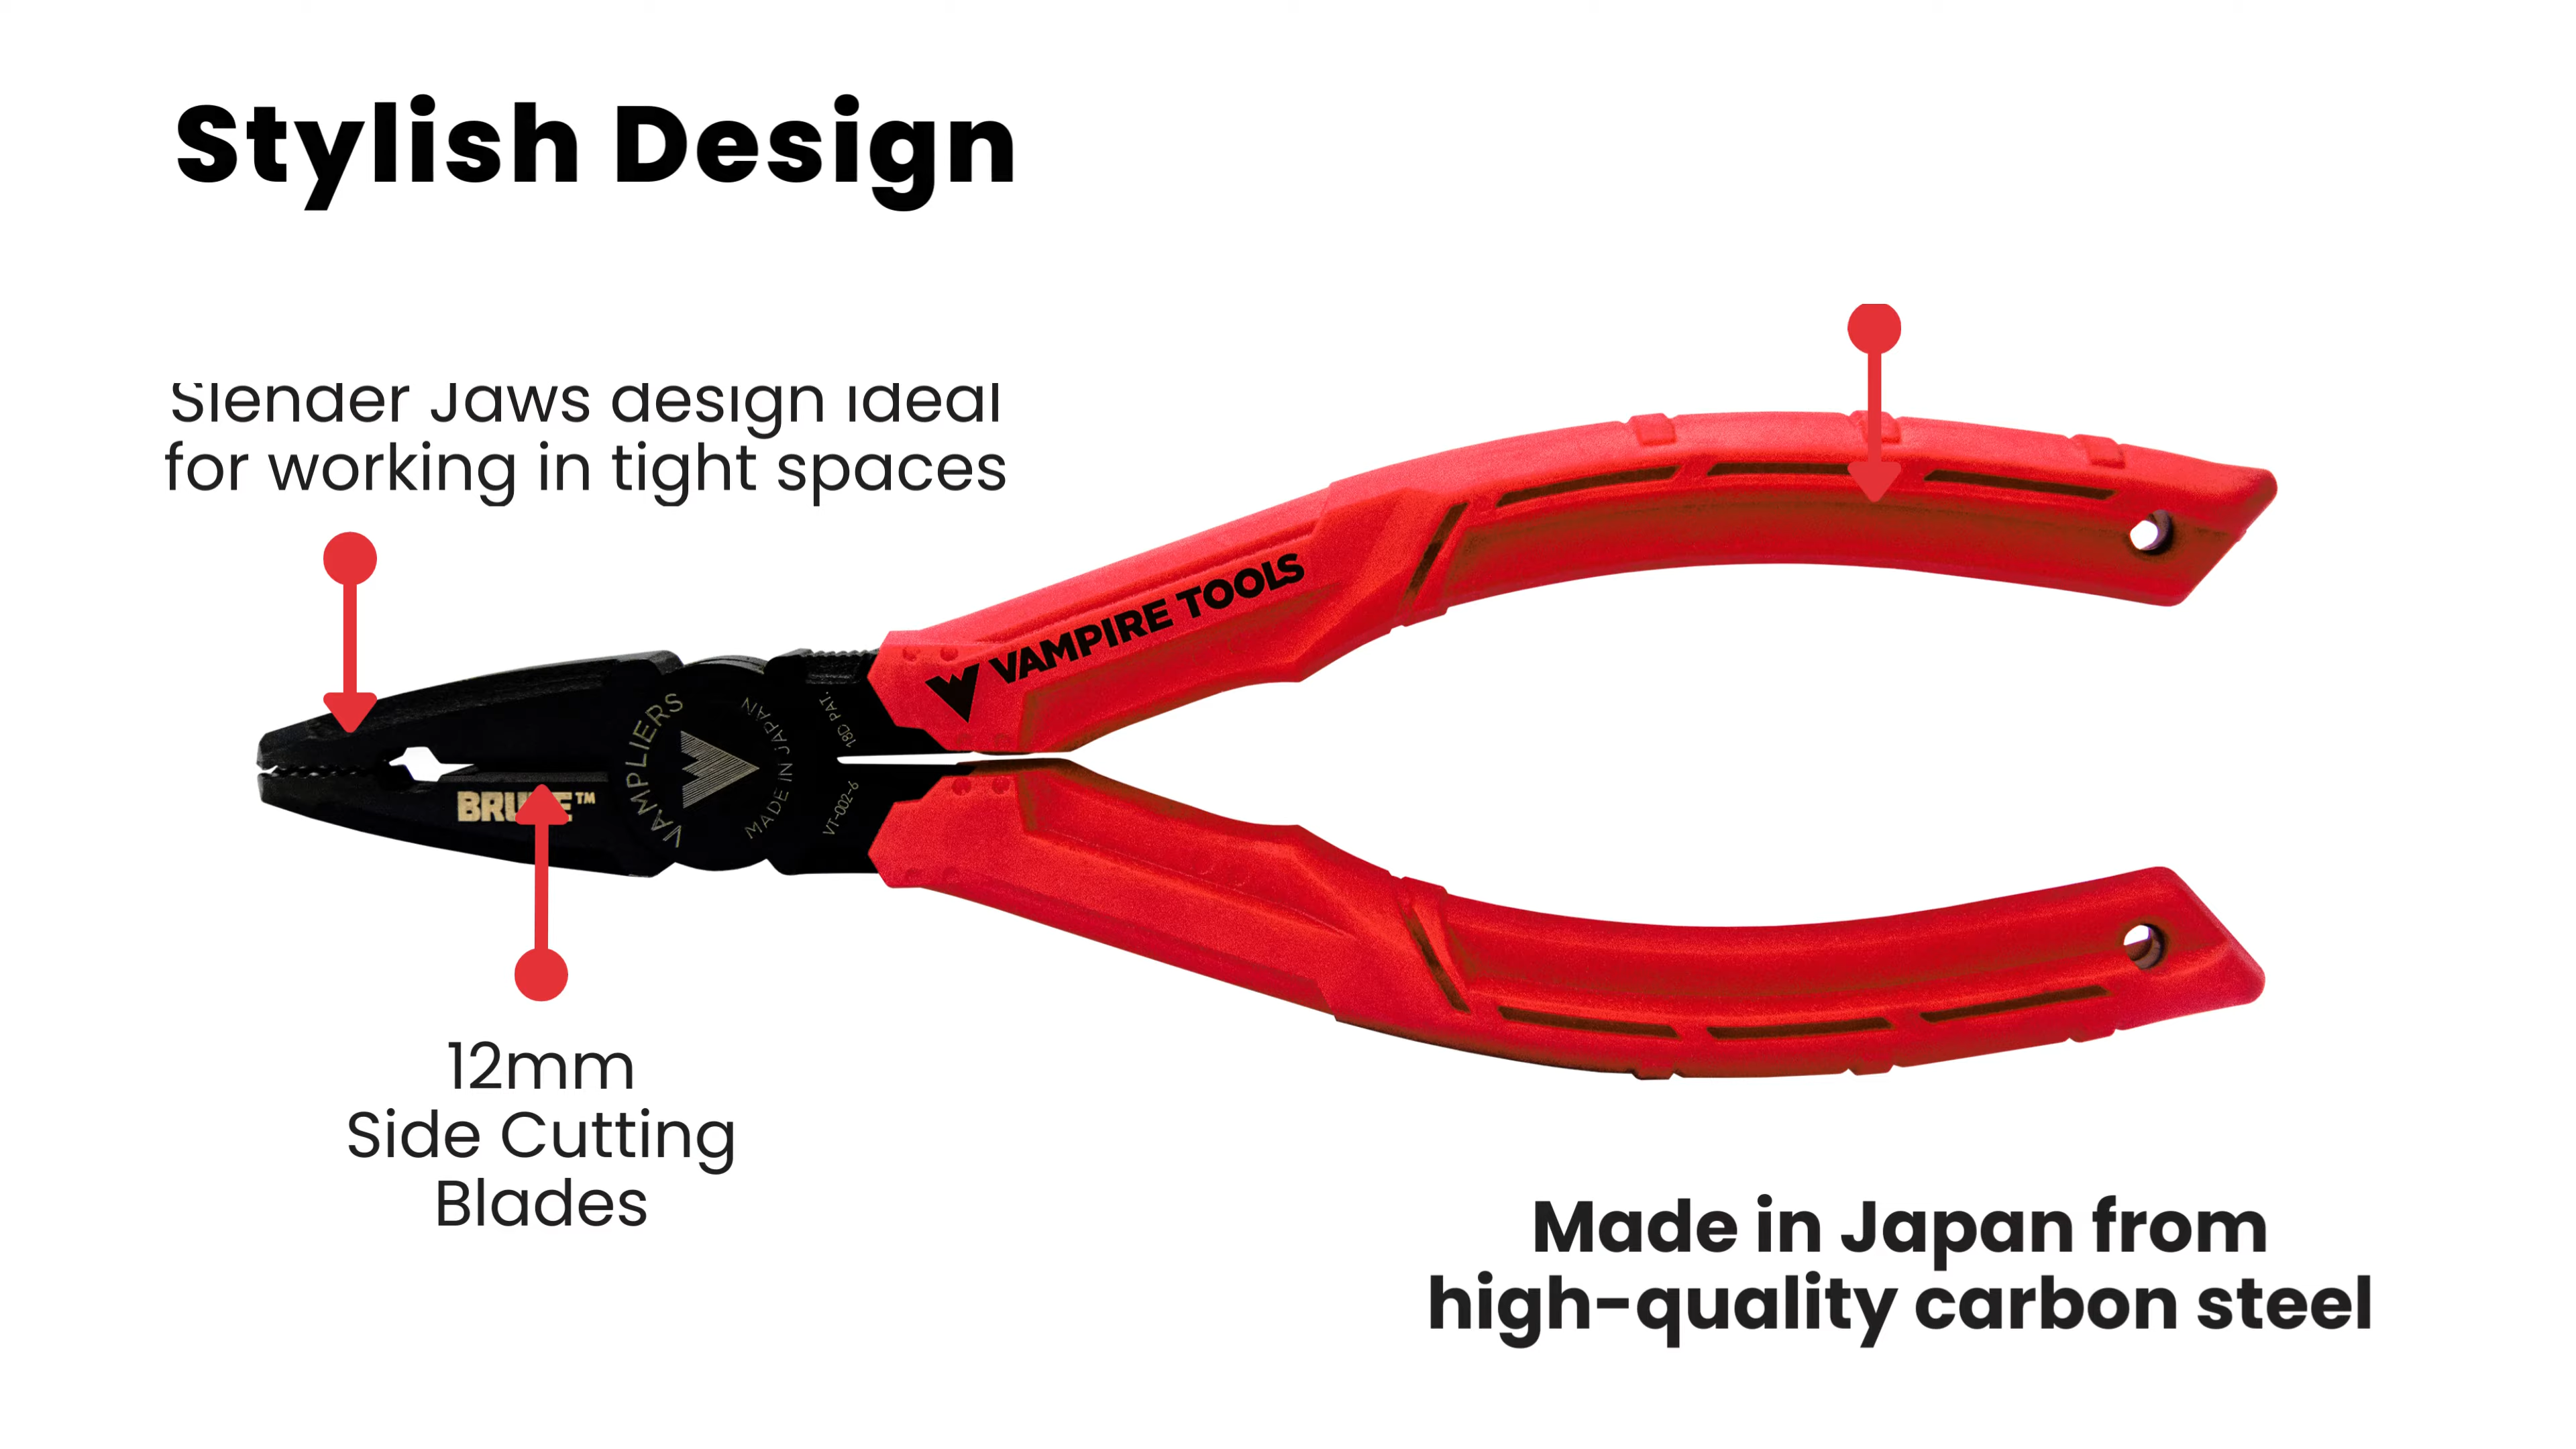 Stylish Design
Slender Jaws design ideal
for working in tight spaces
VAMPIRE TOOLS
VAMPLIERS
MADE IN JAPAN
18D PAT.
VT-002-6
12mm
Side Cutting
Blades
Made in Japan from
high-quality carbon steel